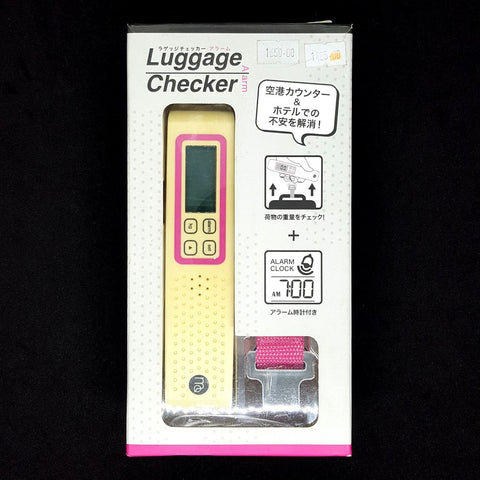 ラゲッジチェッカー アラーム
Luggage
Checker
Alarm
空港カウンター
&
ホテルでの
不安を解消!
荷物の重量をチェック!
+
ALARM
CLOCK
AM 7:00
アラーム時計付き
me